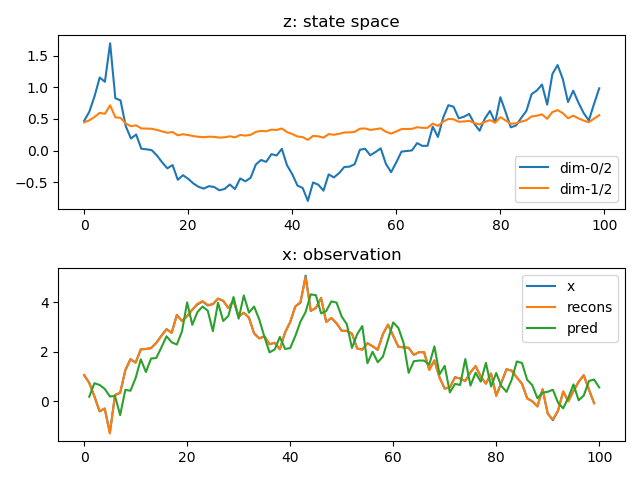 z: state space
1.5
1.0
0.5
0.0
−0.5
0 20 40 60 80 100
dim-0/2
dim-1/2
x: observation
4
2
0
0 20 40 60 80 100
x
recons
pred